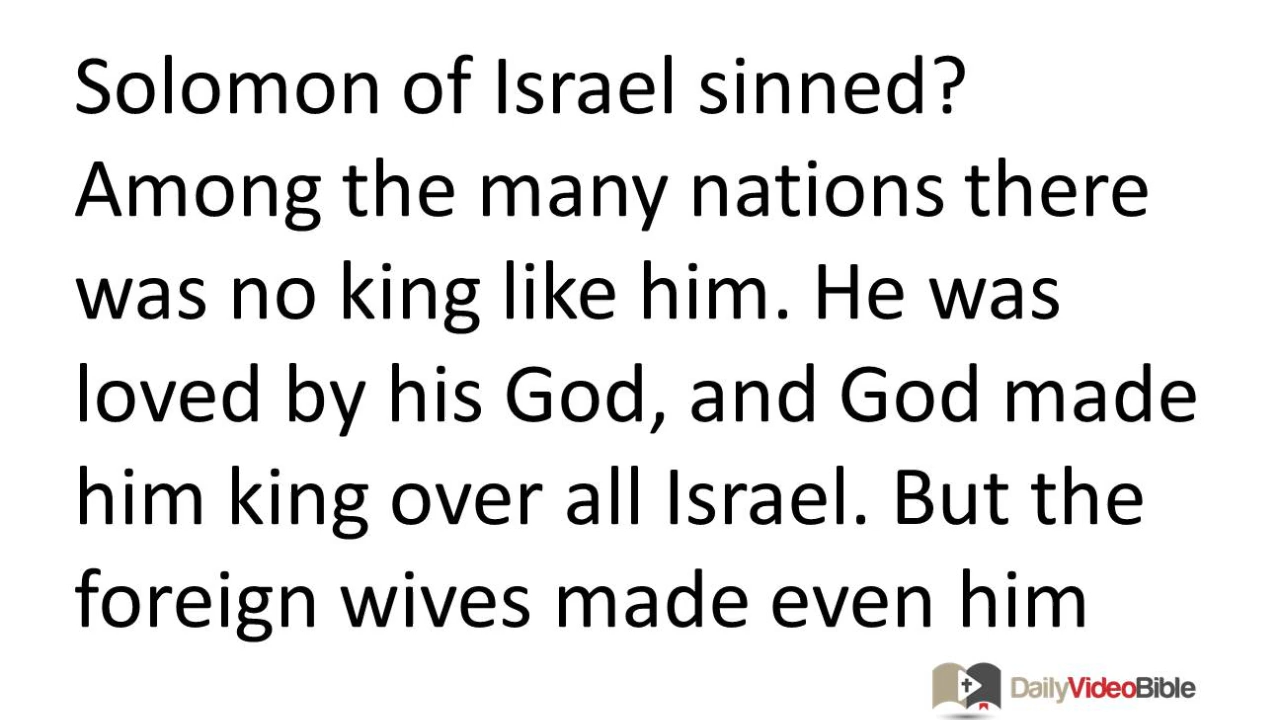 Solomon of Israel sinned?
Among the many nations there
was no king like him. He was
loved by his God, and God made
him king over all Israel. But the
foreign wives made even him
DailyVideoBible